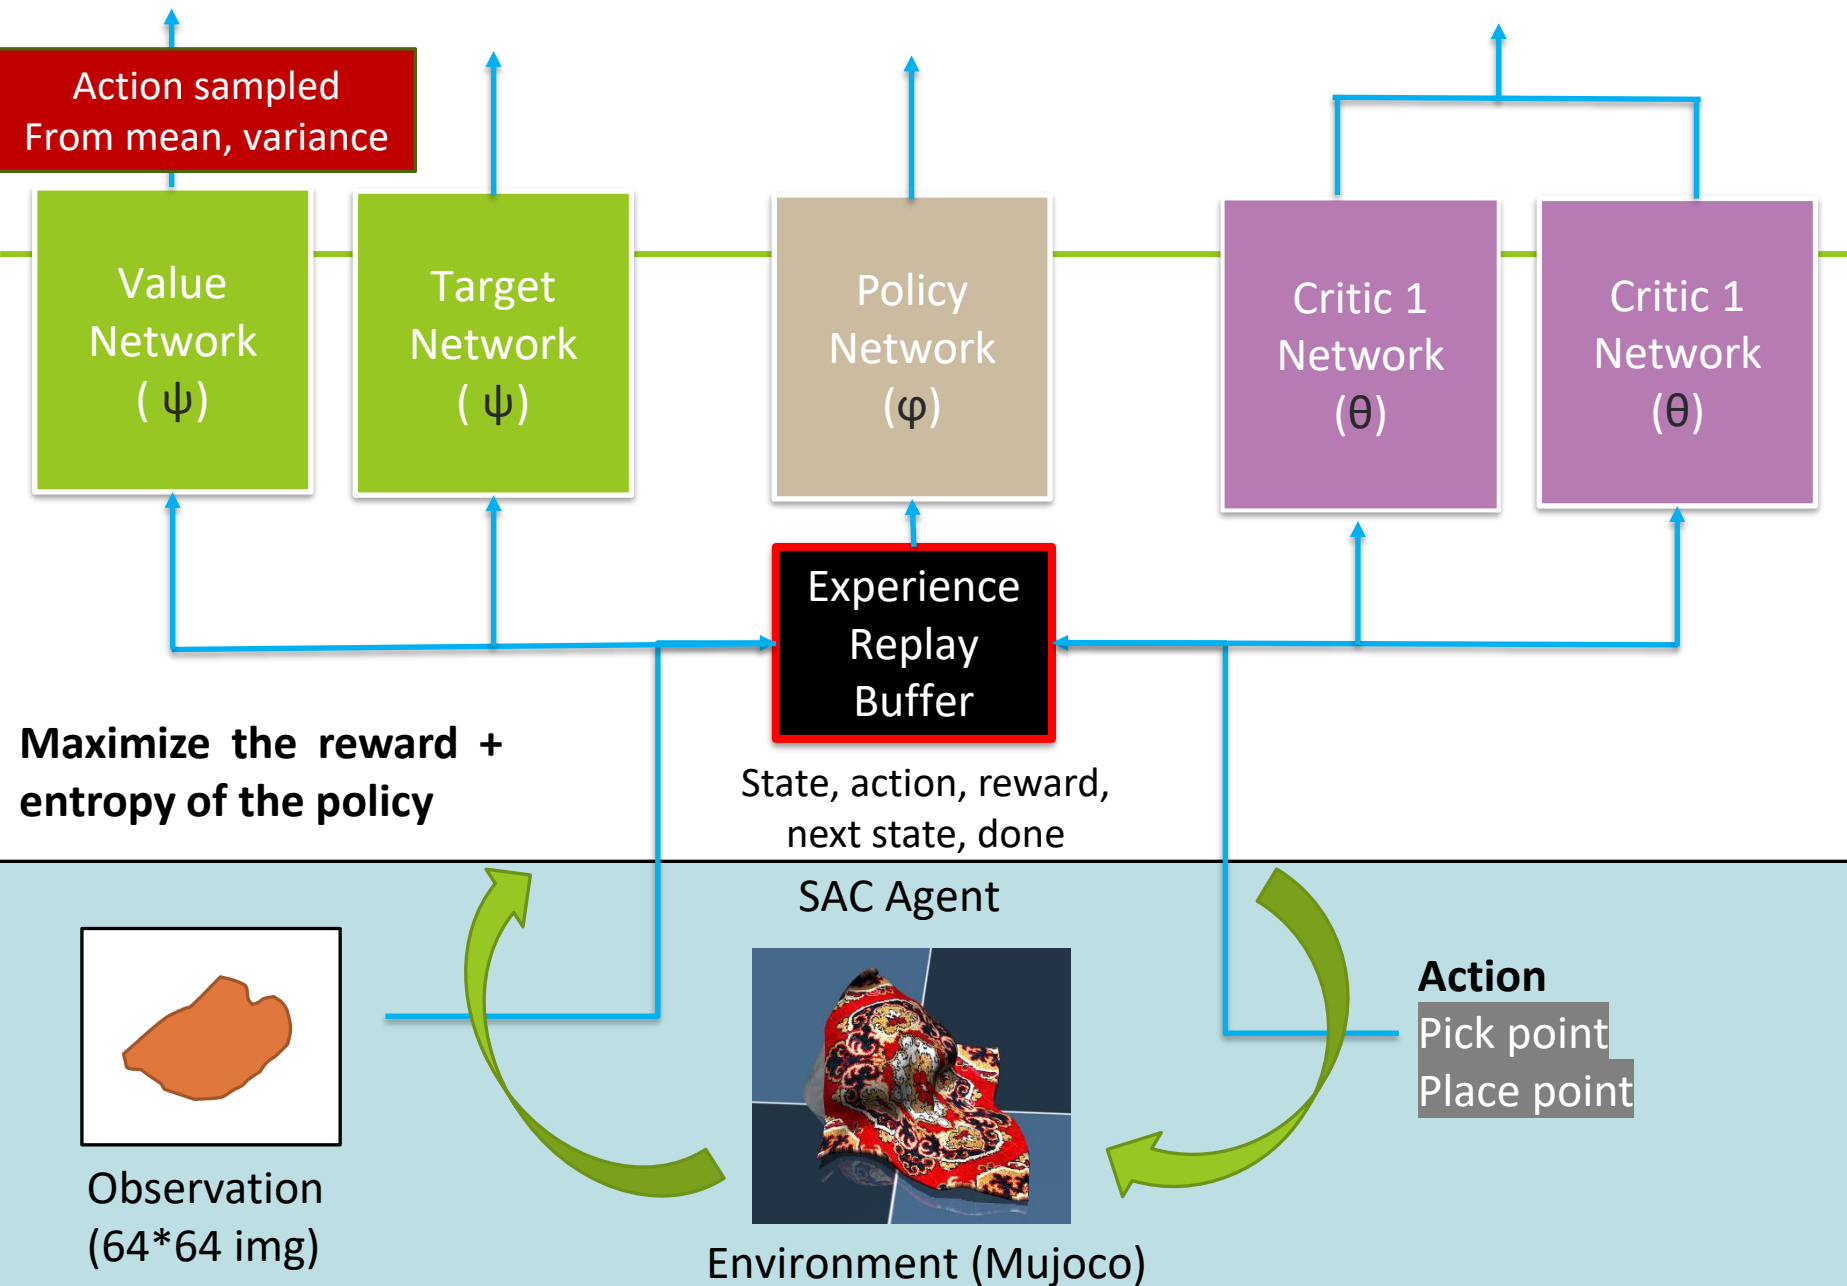 Action sampled
From mean, variance
Value
Network
( ψ)
Target
Network
( ψ)
Policy
Network
(φ)
Critic 1
Network
(θ)
Critic 1
Network
(θ)
Experience
Replay
Buffer
Maximize the reward +
entropy of the policy
State, action, reward,
next state, done
SAC Agent
Action
Pick point
Place point
Observation
(64*64 img)
Environment (Mujoco)